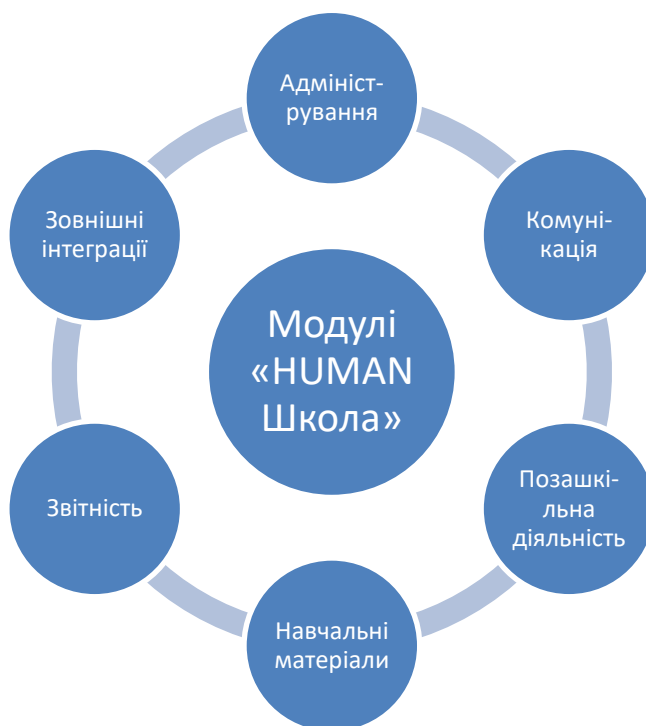 Модулі
«HUMAN
Школа»
Адмініст-
рування
Комуні-
кація
Позашкі-
льна
діяльність
Навчальні
матеріали
Звітність
Зовнішні
інтеграції